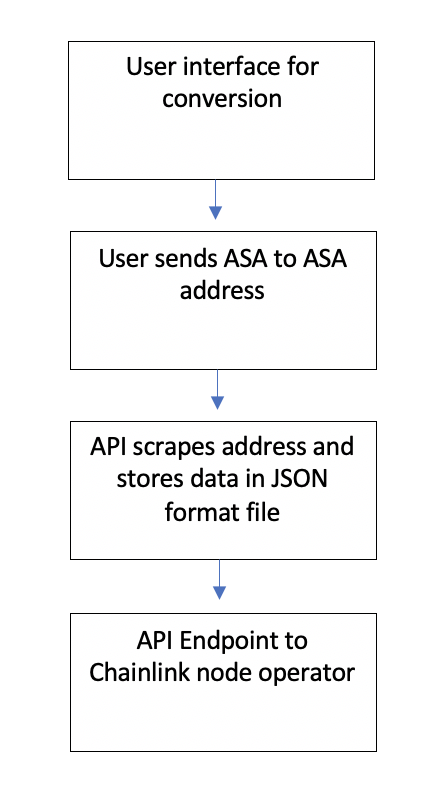 User interface for
conversion
User sends ASA to ASA
address
API scrapes address and
stores data in JSON
format file
API Endpoint to
Chainlink node operator